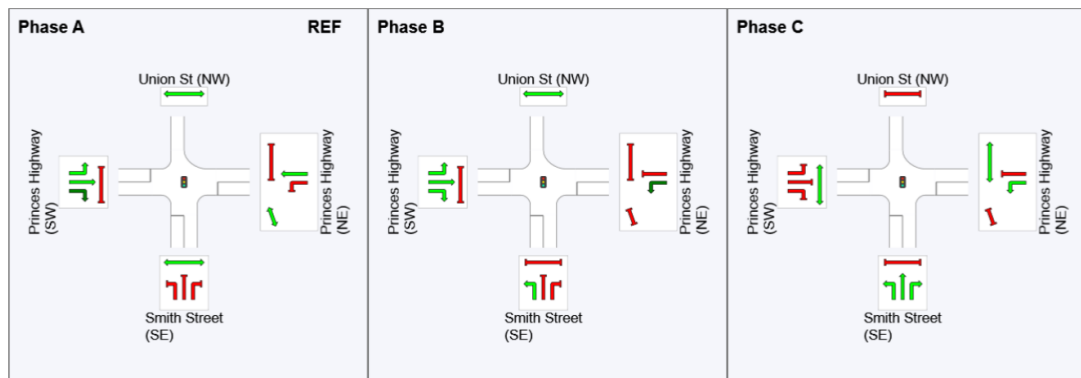 Phase A
REF
Union St (NW)
Princes Highway
(SW)
Princes Highway
(NE)
Smith Street
(SE)
Phase B
Union St (NW)
Princes Highway
(SW)
Princes Highway
(NE)
Smith Street
(SE)
Phase C
Union St (NW)
Princes Highway
(SW)
Princes Highway
(NE)
Smith Street
(SE)